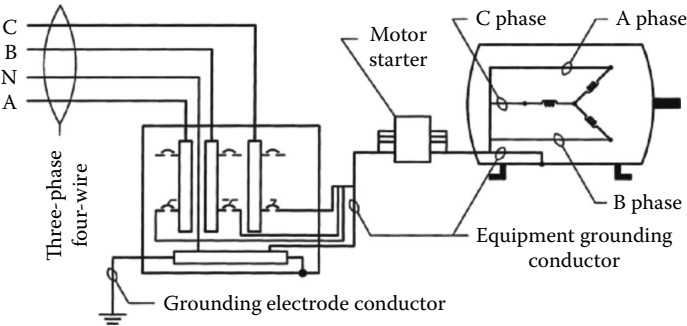 C
B
N
A
Three-phase
four-wire
Motor
starter
C phase
A phase
B phase
Equipment grounding
conductor
Grounding electrode conductor